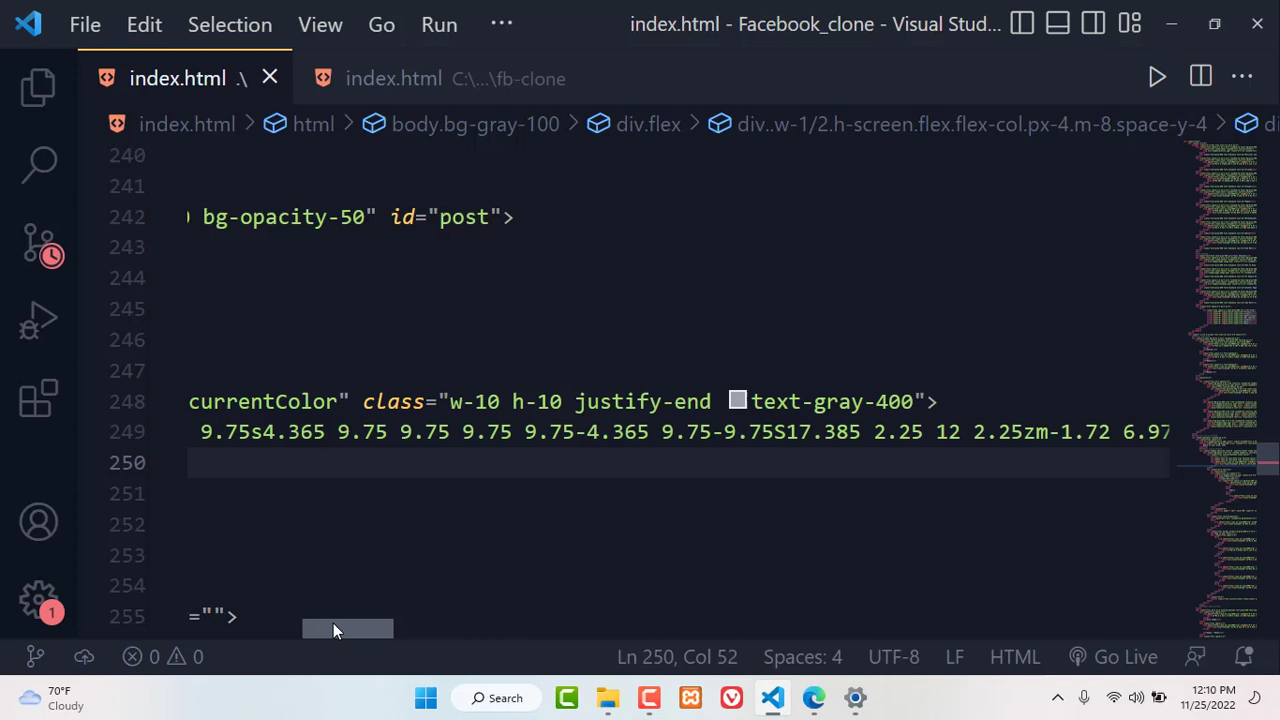 File Edit Selection View Go Run ··· index.html - Facebook_clone - Visual Stud...
index.html .\ index.html C:\...\fb-clone
index.html > html > body.bg-gray-100 > div.flex > div..w-1/2.h-screen.flex.flex-col.px-4.m-8.space-y-4 >
240
241
242 bg-opacity-50" id="post">
243
244
245
246
247
248 currentColor" class="w-10 h-10 justify-end text-gray-400">
249 9.75s4.365 9.75 9.75 9.75 9.75-4.365 9.75-9.75S17.385 2.25 12 2.25zm-1.72 6.97
250
251
252
253
254
255 ="">
1
0 0 Ln 250, Col 52 Spaces: 4 UTF-8 LF HTML Go Live
70°F
Cloudy
Search
12:10 PM
11/25/2022